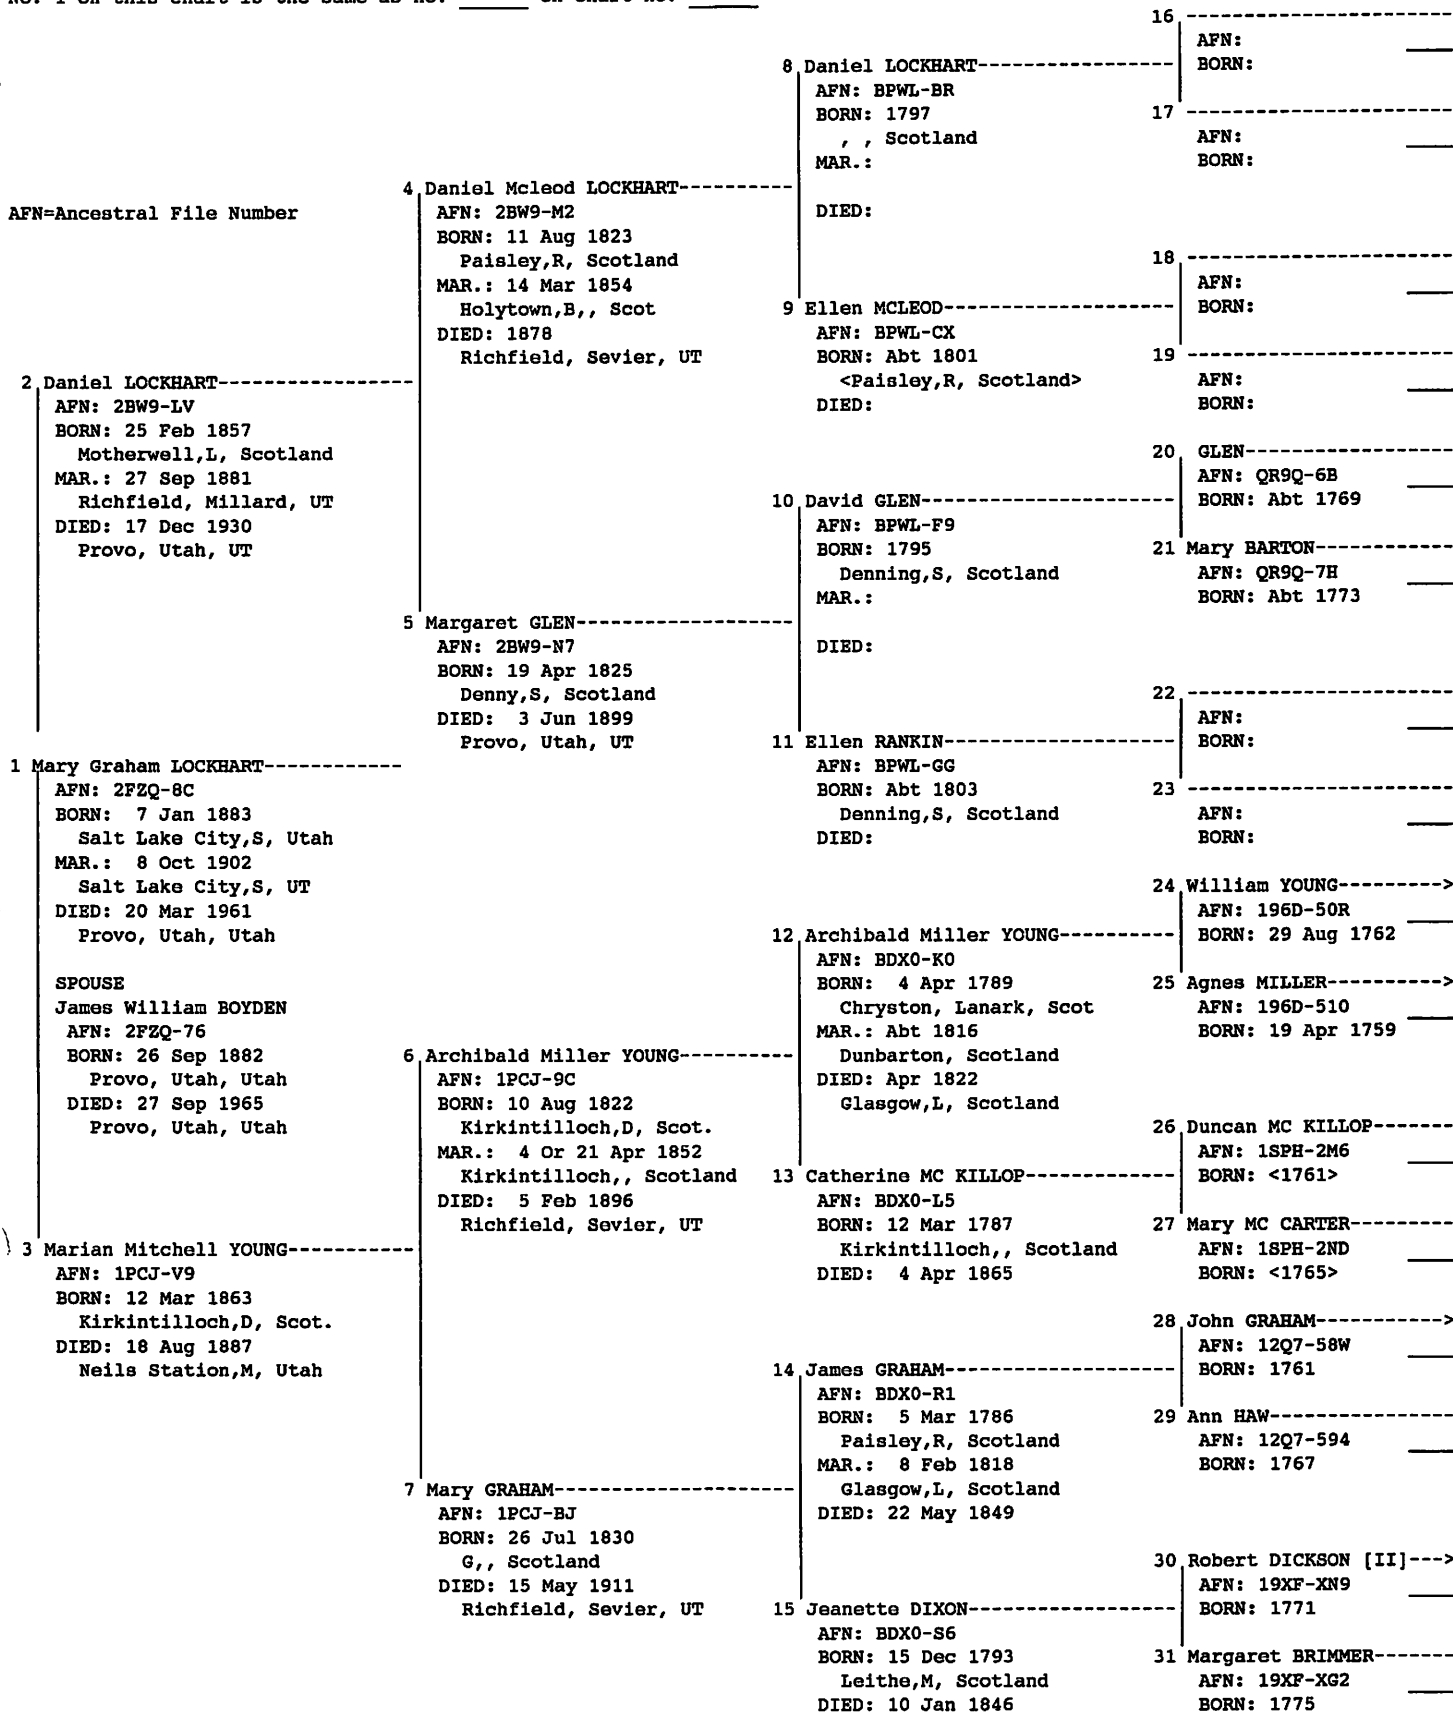 No. 1 on this chart is the same as no. ______ on chart no. ______
AFN=Ancestral File Number
1 Mary Graham LOCKHART------------
AFN: 2FZQ-8C
BORN: 7 Jan 1883
Salt Lake City,S, Utah
MAR.: 8 Oct 1902
Salt Lake City,S, UT
DIED: 20 Mar 1961
Provo, Utah, Utah
SPOUSE
James William BOYDEN
AFN: 2FZQ-76
BORN: 26 Sep 1882
Provo, Utah, Utah
DIED: 27 Sep 1965
Provo, Utah, Utah
2 Daniel LOCKHART-----------------
AFN: 2BW9-LV
BORN: 25 Feb 1857
Motherwell,L, Scotland
MAR.: 27 Sep 1881
Richfield, Millard, UT
DIED: 17 Dec 1930
Provo, Utah, UT
3 Marian Mitchell YOUNG-----------
AFN: 1PCJ-V9
BORN: 12 Mar 1863
Kirkintilloch,D, Scot.
DIED: 18 Aug 1887
Neils Station,M, Utah
4 Daniel Mcleod LOCKHART----------
AFN: 2BW9-M2
BORN: 11 Aug 1823
Paisley,R, Scotland
MAR.: 14 Mar 1854
Holytown,B,, Scot
DIED: 1878
Richfield, Sevier, UT
5 Margaret GLEN-------------------
AFN: 2BW9-N7
BORN: 19 Apr 1825
Denny,S, Scotland
DIED: 3 Jun 1899
Provo, Utah, UT
6 Archibald Miller YOUNG----------
AFN: 1PCJ-9C
BORN: 10 Aug 1822
Kirkintilloch,D, Scot.
MAR.: 4 Or 21 Apr 1852
Kirkintilloch,, Scotland
DIED: 5 Feb 1896
Richfield, Sevier, UT
7 Mary GRAHAM---------------------
AFN: 1PCJ-BJ
BORN: 26 Jul 1830
G,, Scotland
DIED: 15 May 1911
Richfield, Sevier, UT
8 Daniel LOCKHART-----------------
AFN: BPWL-BR
BORN: 1797
, , Scotland
MAR.:
DIED:
9 Ellen MCLEOD--------------------
AFN: BPWL-CX
BORN: Abt 1801
<Paisley,R, Scotland>
DIED:
10 David GLEN----------------------
AFN: BPWL-F9
BORN: 1795
Denning,S, Scotland
MAR.:
DIED:
11 Ellen RANKIN--------------------
AFN: BPWL-GG
BORN: Abt 1803
Denning,S, Scotland
DIED:
12 Archibald Miller YOUNG----------
AFN: BDX0-K0
BORN: 4 Apr 1789
Chryston, Lanark, Scot
MAR.: Abt 1816
Dunbarton, Scotland
DIED: Apr 1822
Glasgow,L, Scotland
13 Catherine MC KILLOP-------------
AFN: BDX0-L5
BORN: 12 Mar 1787
Kirkintilloch,, Scotland
DIED: 4 Apr 1865
14 James GRAHAM--------------------
AFN: BDX0-R1
BORN: 5 Mar 1786
Paisley,R, Scotland
MAR.: 8 Feb 1818
Glasgow,L, Scotland
DIED: 22 May 1849
15 Jeanette DIXON------------------
AFN: BDX0-S6
BORN: 15 Dec 1793
Leithe,M, Scotland
DIED: 10 Jan 1846
16 ----------------------
AFN:
BORN:
17 ----------------------
AFN:
BORN:
18 ----------------------
AFN:
BORN:
19 ----------------------
AFN:
BORN:
20 GLEN-----------------
AFN: QR9Q-6B
BORN: Abt 1769
21 Mary BARTON-----------
AFN: QR9Q-7H
BORN: Abt 1773
22 ----------------------
AFN:
BORN:
23 ----------------------
AFN:
BORN:
24 William YOUNG--------->
AFN: 196D-50R
BORN: 29 Aug 1762
25 Agnes MILLER---------->
AFN: 196D-510
BORN: 19 Apr 1759
26 Duncan MC KILLOP-------
AFN: 1SPH-2M6
BORN: <1761>
27 Mary MC CARTER---------
AFN: 1SPH-2ND
BORN: <1765>
28 John GRAHAM----------->
AFN: 12Q7-58W
BORN: 1761
29 Ann HAW---------------
AFN: 12Q7-594
BORN: 1767
30 Robert DICKSON [II]--->
AFN: 19XF-XN9
BORN: 1771
31 Margaret BRIMMER-------
AFN: 19XF-XG2
BORN: 1775